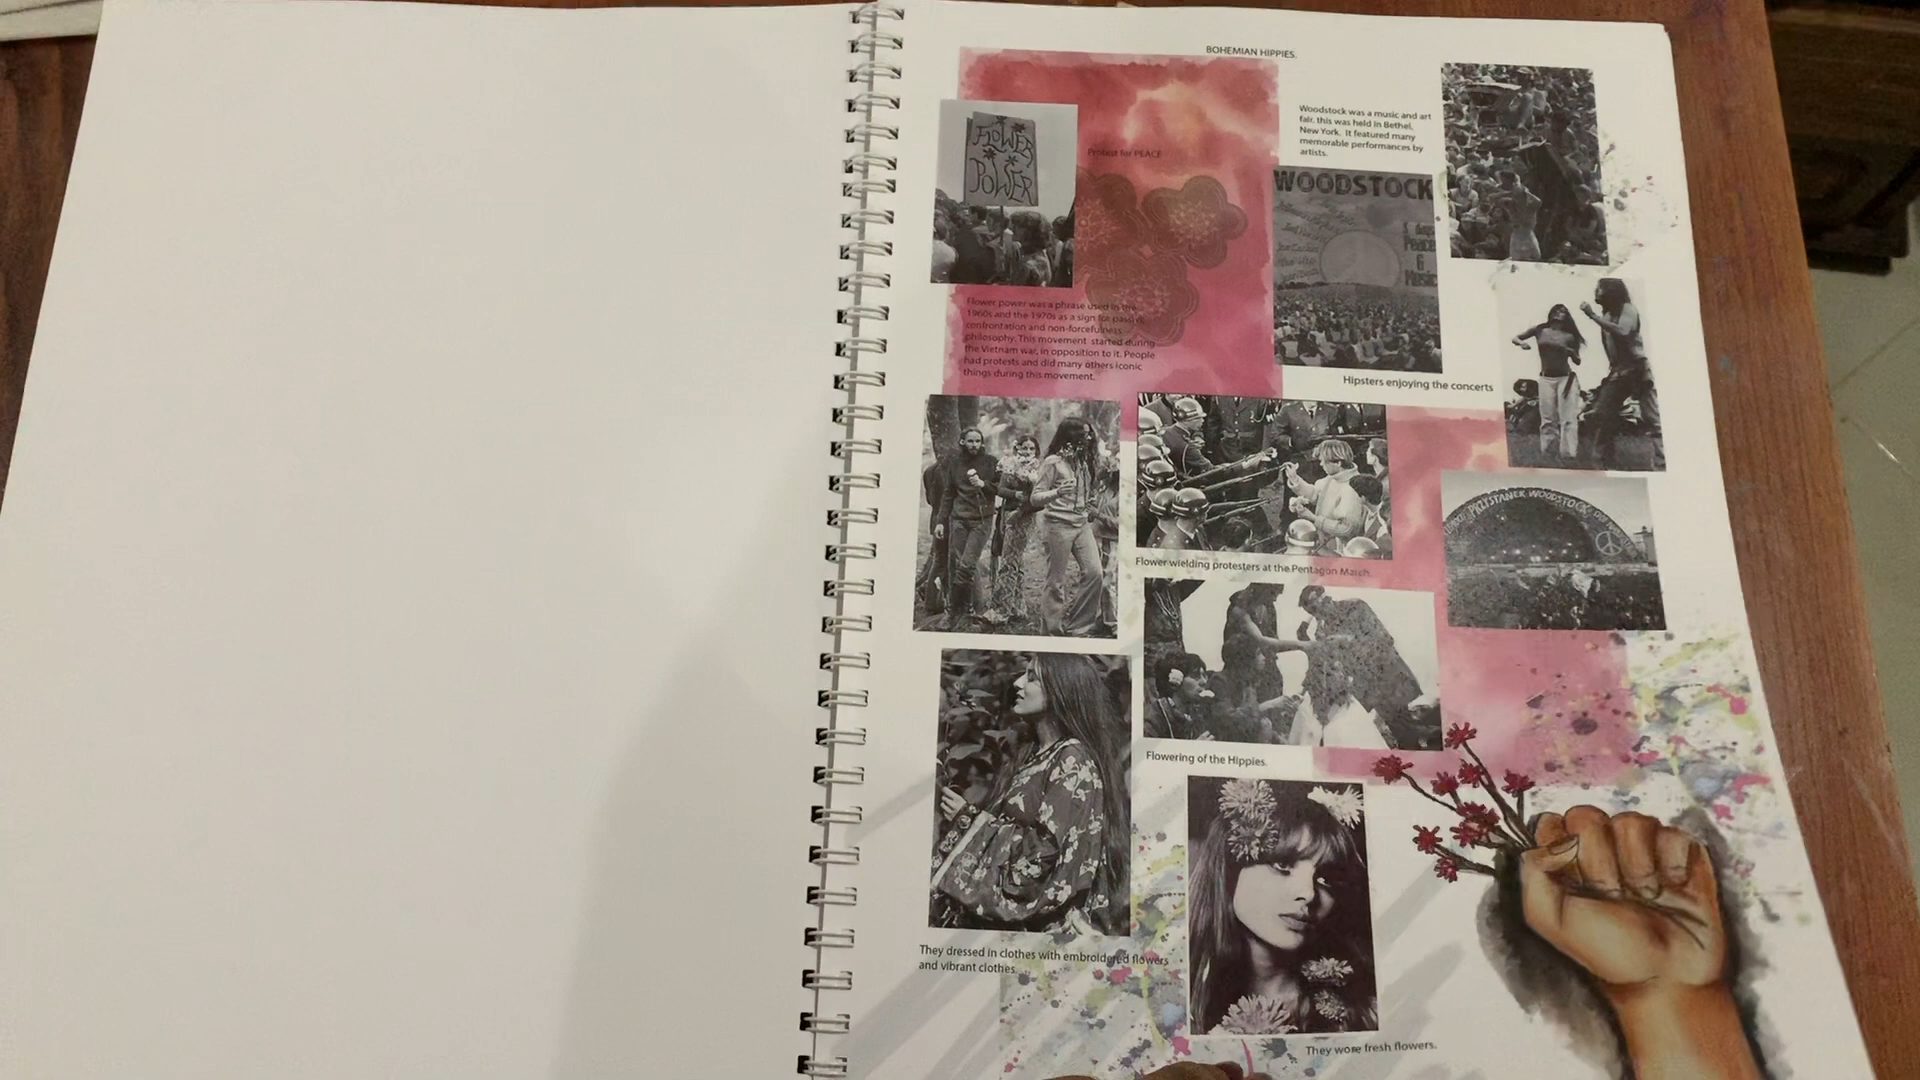 BOHEMIAN HIPPIES.
FLOWER
POWER
Protest for PEACE
Flower power was a phrase used in the
1960s and the 1970s as a sign for passive
confrontation and non-forcefulness
philosophy. This movement started during
the Vietnam war, in opposition to it. People
had protests and did many others iconic
things during this movement.
Woodstock was a music and art
fair. this was held in Bethel,
New York. It featured many
memorable performances by
artists.
WOODSTOCK
Peace
&
Music
Hipsters enjoying the concerts
PRZYSTANEK WOODSTOCK
Flower wielding protesters at the Pentagon March.
Flowering of the Hippies.
They dressed in clothes with embroidered flowers
and vibrant clothes.
They wore fresh flowers.